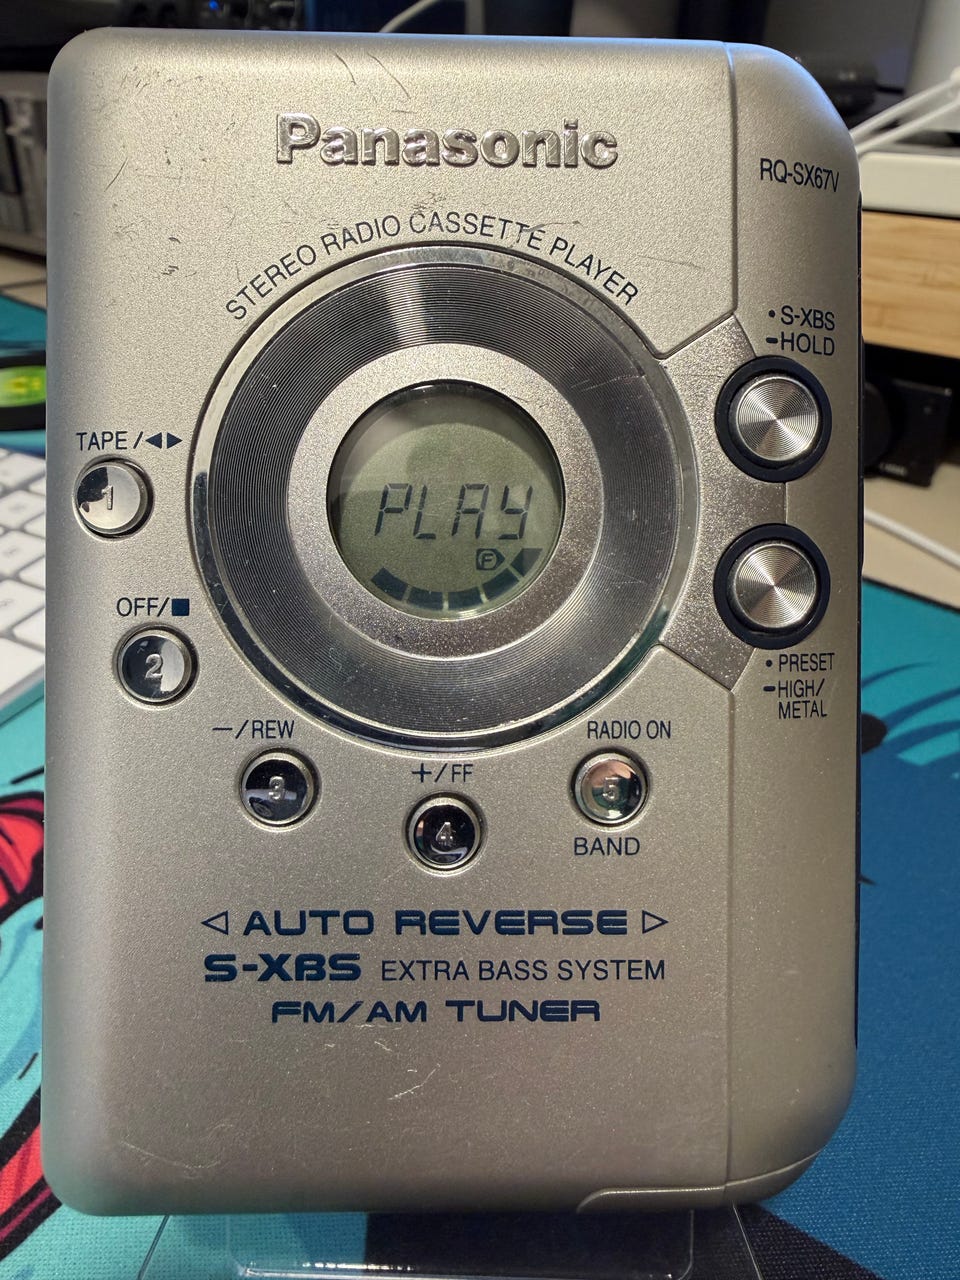 Panasonic
RQ-SX67V
STEREO RADIO CASSETTE PLAYER
• S-XBS
━HOLD
TAPE /◀▶
1
PLAY
F
OFF/■
2
• PRESET
━HIGH/
METAL
−/REW
3
+/FF
4
RADIO ON
5
BAND
◁ AUTO REVERSE ▷
S-XBS EXTRA BASS SYSTEM
FM/AM TUNER